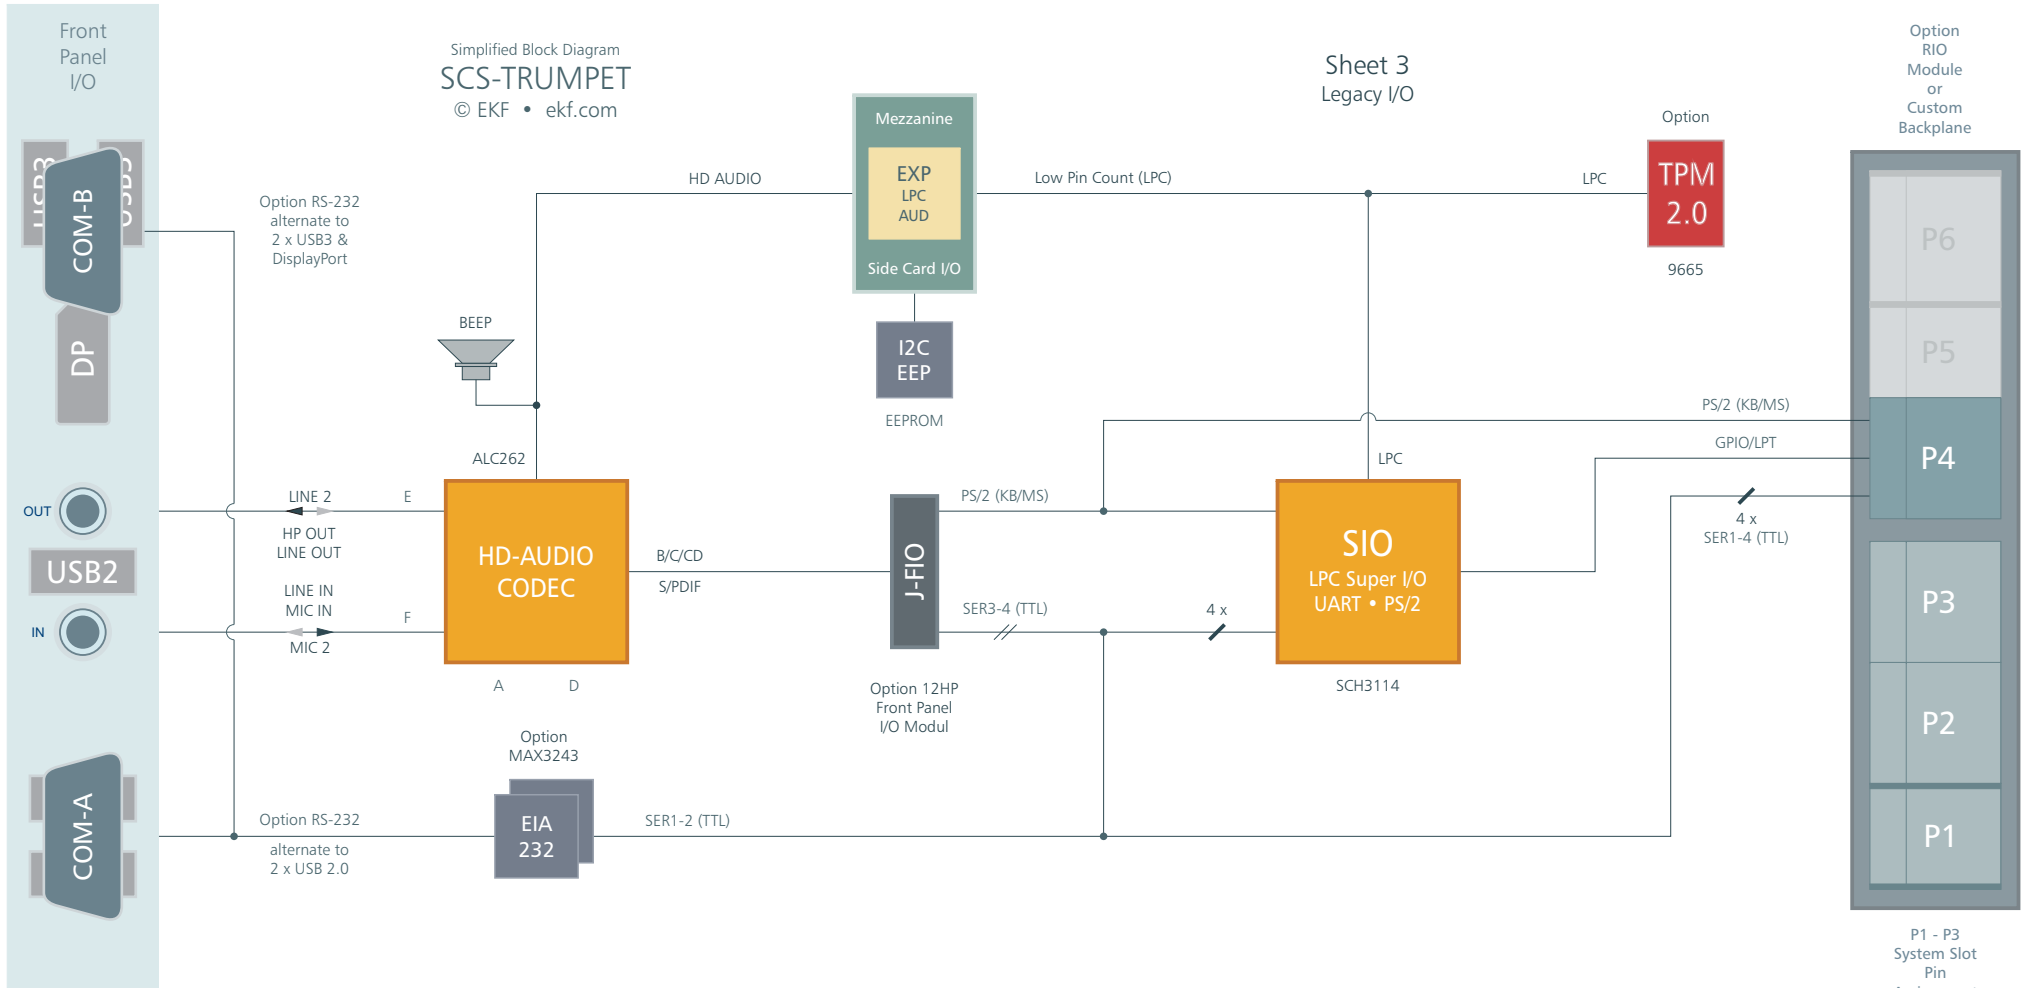 Front
Panel
I/O
Simplified Block Diagram
SCS-TRUMPET
© EKF • ekf.com
Sheet 3
Legacy I/O
Option
RIO
Module
or
Custom
Backplane
Mezzanine
EXP
LPC
AUD
Side Card I/O
Option
TPM
2.0
9665
HD AUDIO
Low Pin Count (LPC)
LPC
USB3
USB3
COM-B
DP
Option RS-232
alternate to
2 x USB3 &
DisplayPort
BEEP
I2C
EEP
EEPROM
P6
P5
P4
P3
P2
P1
PS/2 (KB/MS)
GPIO/LPT
4 x
SER1-4 (TTL)
ALC262
LPC
OUT
LINE 2
E
HP OUT
LINE OUT
USB2
LINE IN
MIC IN
F
IN
MIC 2
HD-AUDIO
CODEC
A
D
B/C/CD
S/PDIF
J-FIO
PS/2 (KB/MS)
SER3-4 (TTL)
4 x
SIO
LPC Super I/O
UART • PS/2
SCH3114
Option 12HP
Front Panel
I/O Modul
Option
MAX3243
EIA
232
SER1-2 (TTL)
COM-A
Option RS-232
alternate to
2 x USB 2.0
P1 - P3
System Slot
Pin